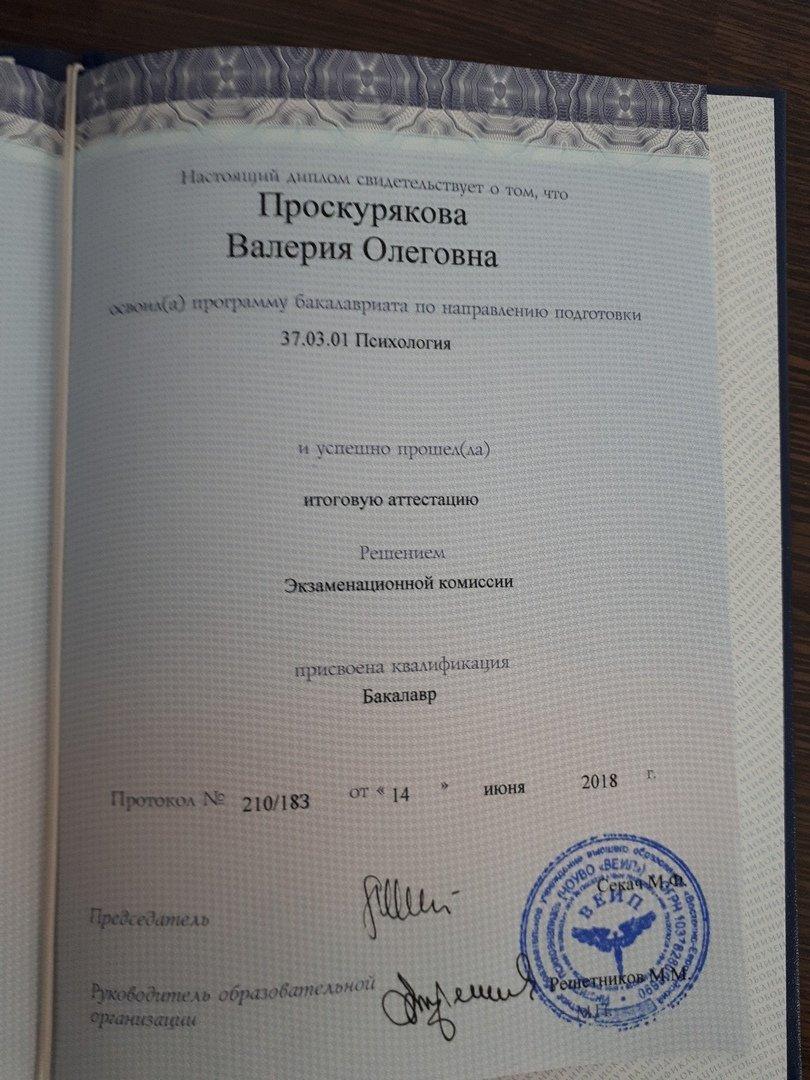 Настоящий диплом свидетельствует о том, что
Проскурякова
Валерия Олеговна
освоил(а) программу бакалавриата по направлению подготовки
37.03.01 Психология
и успешно прошел(ла)
итоговую аттестацию
Решением
Экзаменационной комиссии
присвоена квалификация
Бакалавр
Протокол № 210/183 от « 14 » июня 2018 г.
Председатель
Секач М.Ф.
Руководитель образовательной
организации
Решетников М.М.
М.П.
(НОУВО «ВЕИП»)
ВЕИП